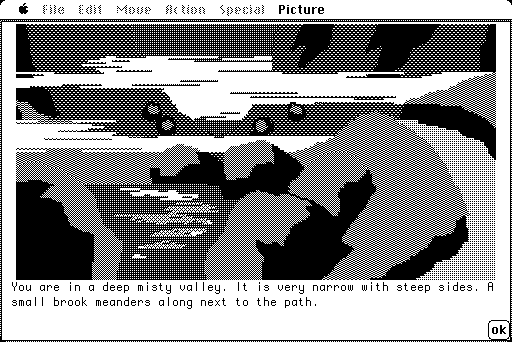 File Edit Move Action Special Picture
You are in a deep misty valley. It is very narrow with steep sides. A
small brook meanders along next to the path.
ok